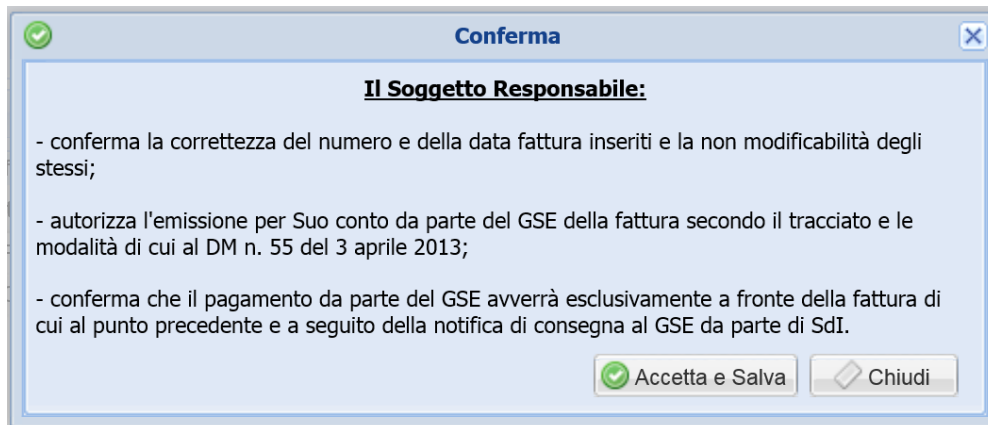 Conferma
Il Soggetto Responsabile:
- conferma la correttezza del numero e della data fattura inseriti e la non modificabilità degli
stessi;
- autorizza l'emissione per Suo conto da parte del GSE della fattura secondo il tracciato e le
modalità di cui al DM n. 55 del 3 aprile 2013;
- conferma che il pagamento da parte del GSE avverrà esclusivamente a fronte della fattura di
cui al punto precedente e a seguito della notifica di consegna al GSE da parte di SdI.
Accetta e Salva Chiudi